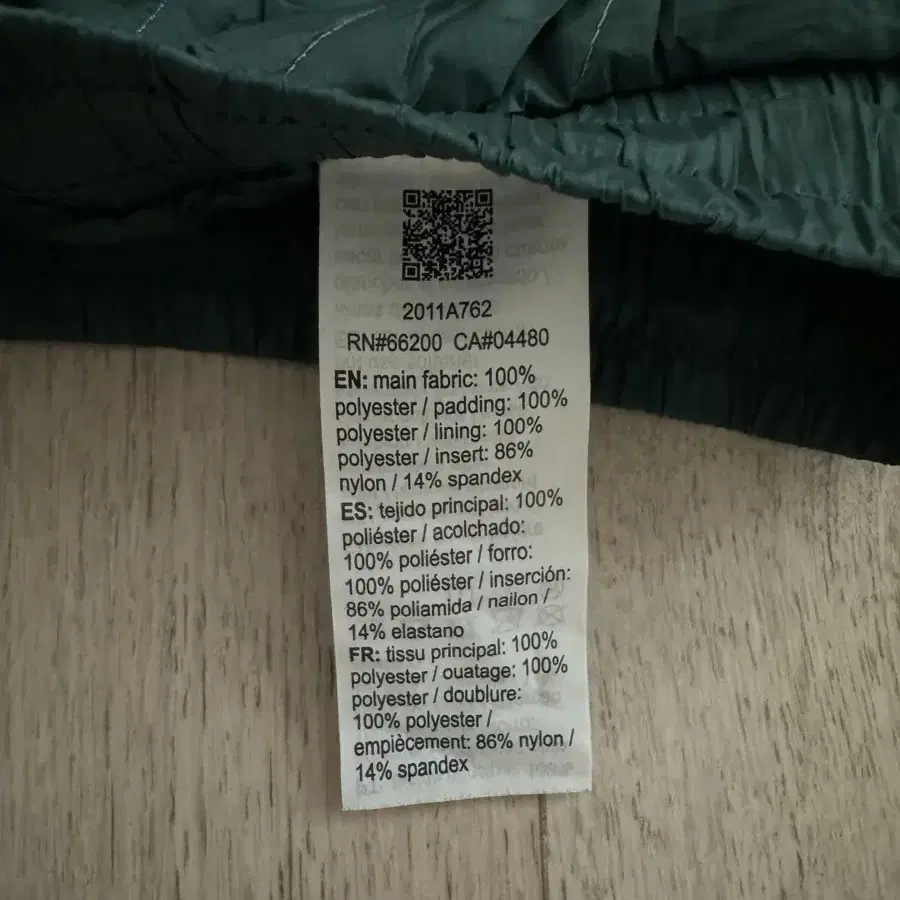 2011A762
RN#66200 CA#04480
EN: main fabric: 100%
polyester / padding: 100%
polyester / lining: 100%
polyester / insert: 86%
nylon / 14% spandex
ES: tejido principal: 100%
poliéster / acolchado:
100% poliéster / forro:
100% poliéster / inserción:
86% poliamida / nailon /
14% elastano
FR: tissu principal: 100%
polyester / ouatage: 100%
polyester / doublure:
100% polyester /
empiècement: 86% nylon /
14% spandex